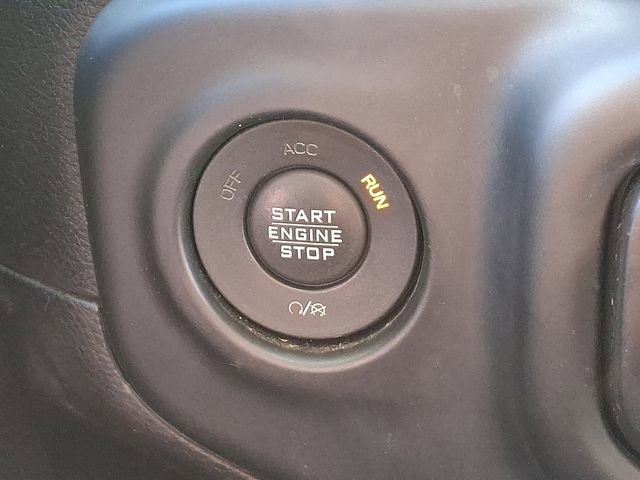 OFF
ACC
RUN
START
ENGINE
STOP